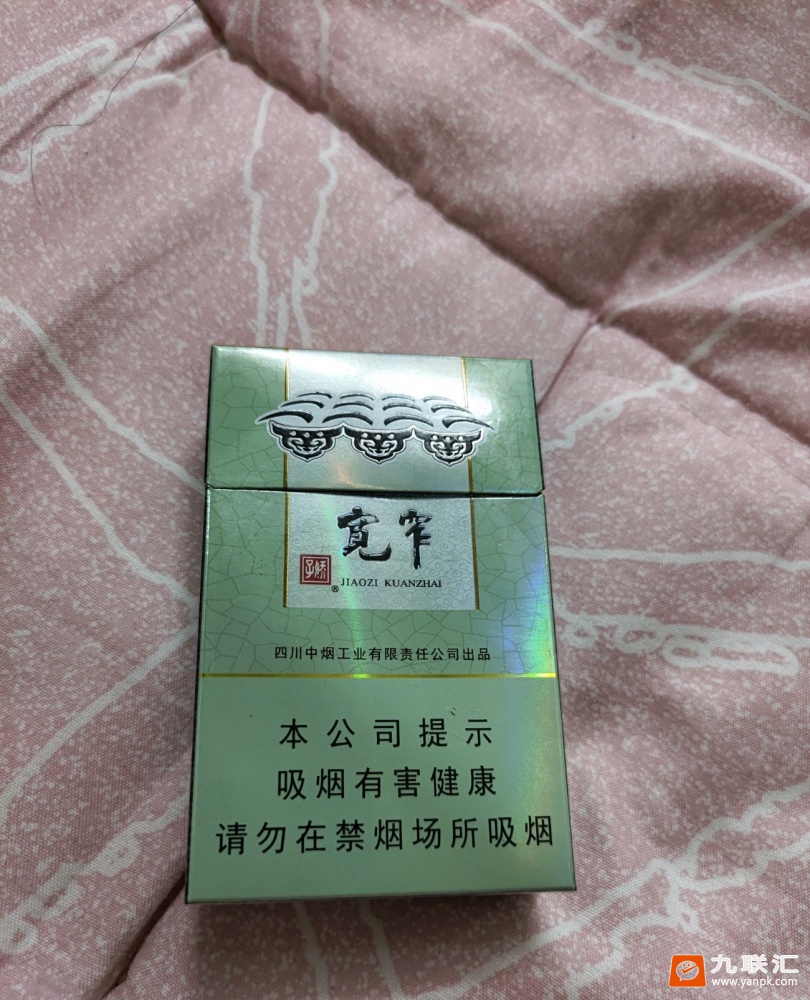 宽窄
娇子
®
JIAOZI KUANZHAI
四川中烟工业有限责任公司出品
本公司提示
吸烟有害健康
请勿在禁烟场所吸烟
九联汇
www.yanpk.com